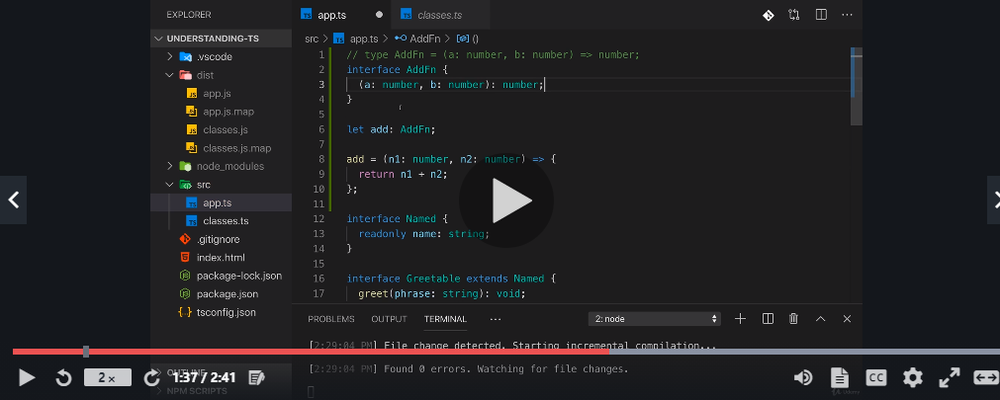 EXPLORER
app.ts
classes.ts
UNDERSTANDING-TS
src > app.ts > AddFn > ()
.vscode
dist
app.js
app.js.map
classes.js
classes.js.map
node_modules
src
app.ts
classes.ts
.gitignore
index.html
package-lock.json
package.json
tsconfig.json
OUTLINE
NPM SCRIPTS
1 // type AddFn = (a: number, b: number) => number;
2 interface AddFn {
3 (a: number, b: number): number;
4 }
5
6 let add: AddFn;
7
8 add = (n1: number, n2: number) => {
9 return n1 + n2;
10 };
11
12 interface Named {
13 readonly name: string;
14 }
15
16 interface Greetable extends Named {
17 greet(phrase: string): void;
PROBLEMS OUTPUT TERMINAL ... 2: node
[2:29:04 PM] File change detected. Starting incremental compilation...
[2:29:04 PM] Found 0 errors. Watching for file changes.
2 x 1:37 / 2:41 CC